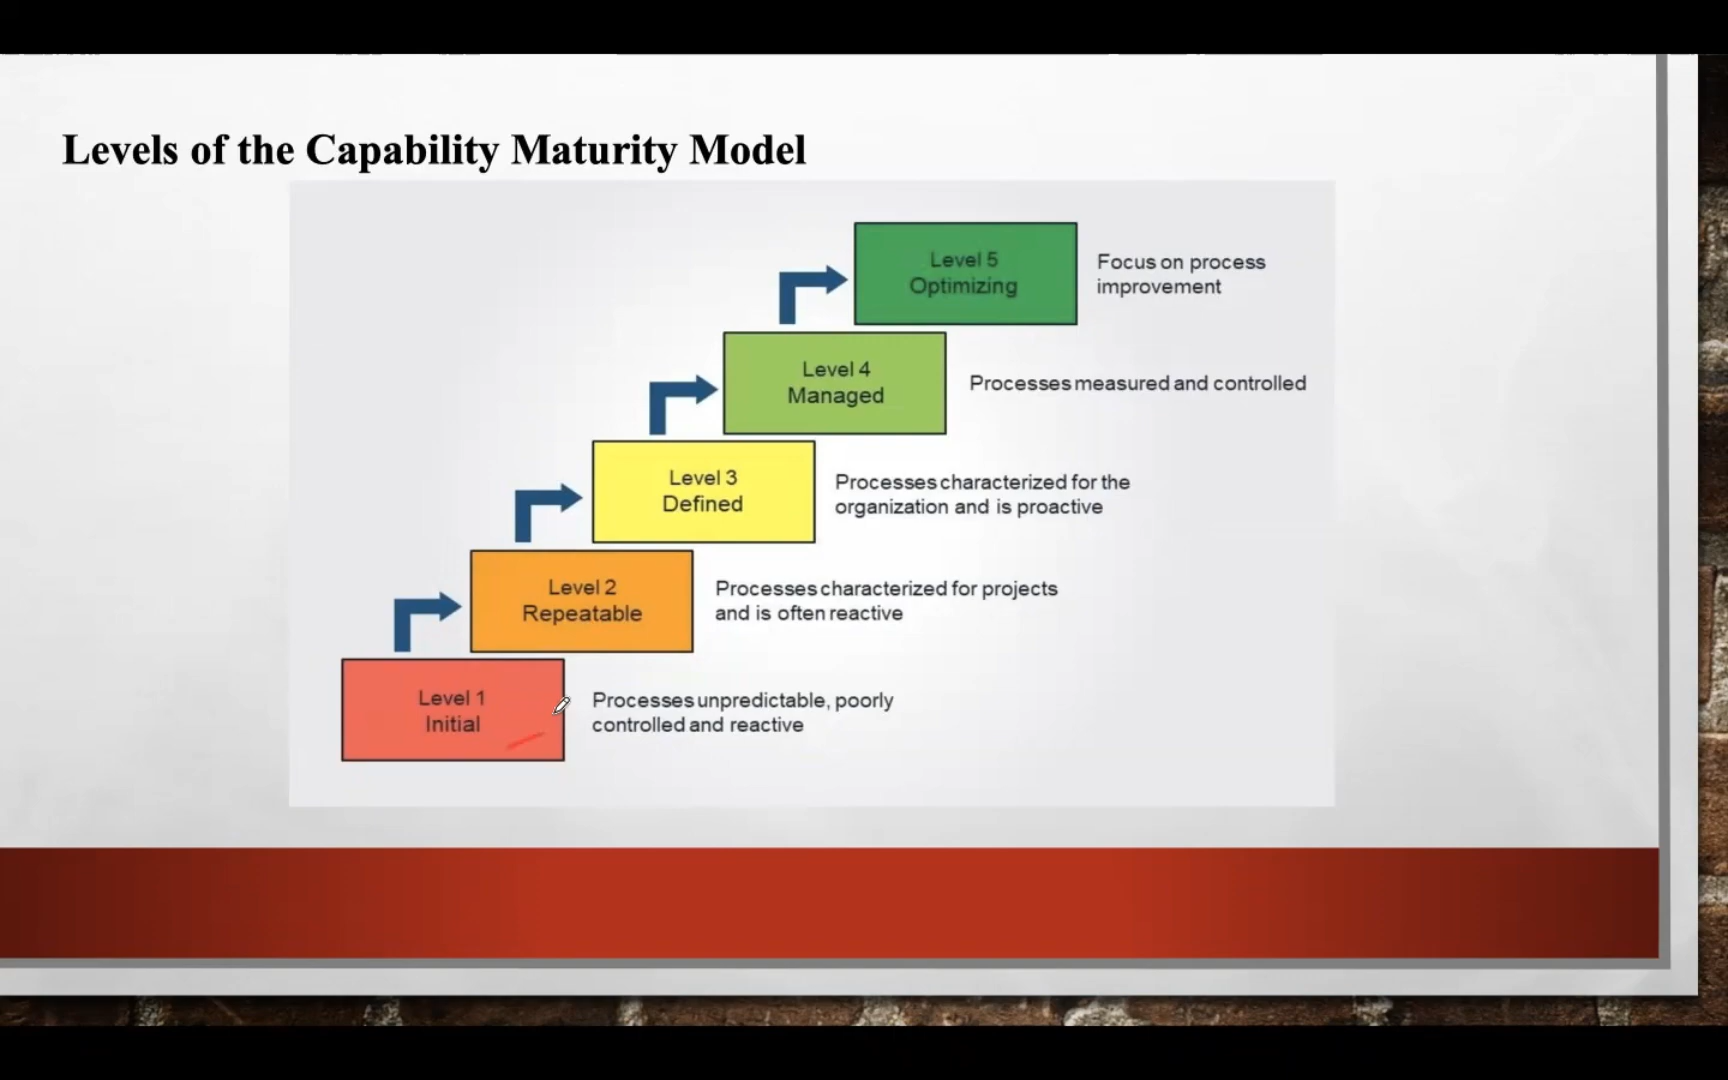 Levels of the Capability Maturity Model
Level 5
Optimizing
Focus on process
improvement
Level 4
Managed
Processes measured and controlled
Level 3
Defined
Processes characterized for the
organization and is proactive
Level 2
Repeatable
Processes characterized for projects
and is often reactive
Level 1
Initial
Processes unpredictable, poorly
controlled and reactive